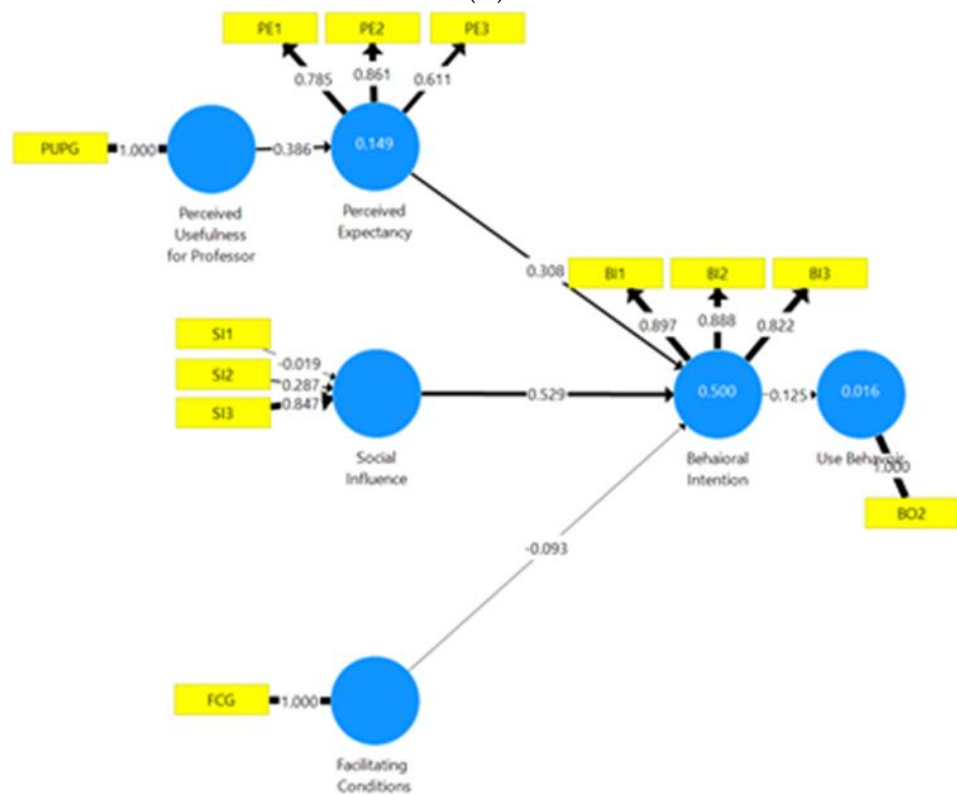 PE1 PE2 PE3
0.785 0.861 0.611
PUPG 1.000 0.386 0.149
Perceived
Usefulness
for Professor
Perceived
Expectancy
0.308
BI1 BI2 BI3
0.897 0.888 0.822
SI1 -0.019
SI2 0.287
SI3 0.847
0.529
0.500
0.125
0.016
Social
Influence
Behaioral
Intention
1.000
BO2
-0.093
FCG 1.000
Facilitating
Conditions